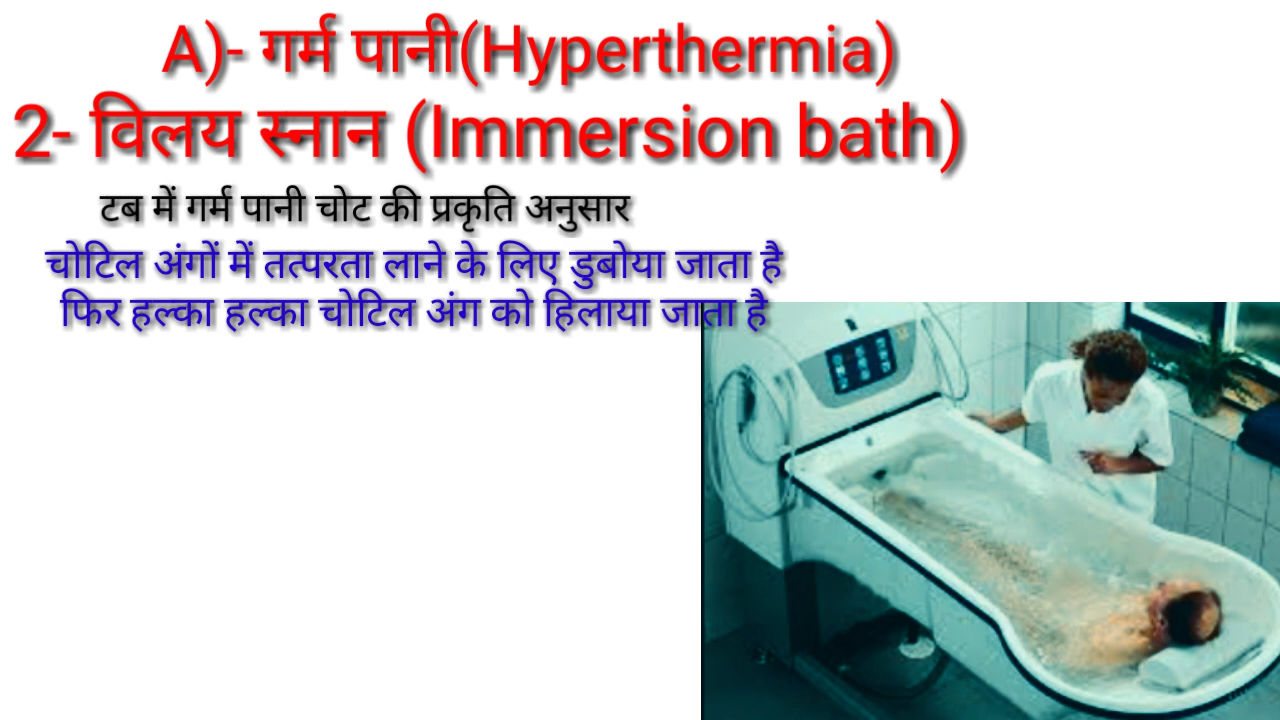 A)- गर्म पानी(Hyperthermia)
2- विलय स्नान (Immersion bath)
टब में गर्म पानी चोट की प्रकृति अनुसार
चोटिल अंगों में तत्परता लाने के लिए डुबोया जाता है
फिर हल्का हल्का चोटिल अंग को हिलाया जाता है